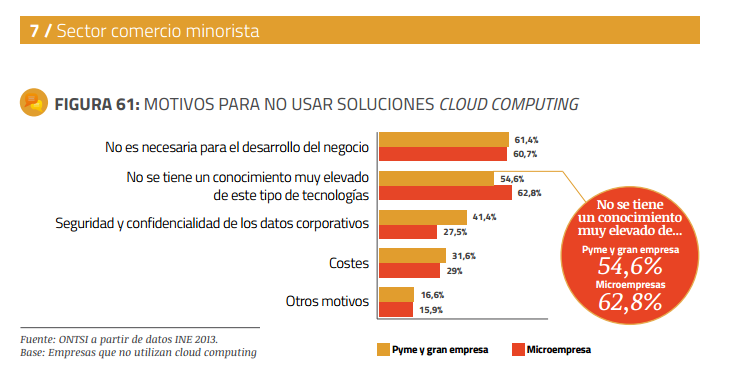 7 / Sector comercio minorista
FIGURA 61: MOTIVOS PARA NO USAR SOLUCIONES CLOUD COMPUTING
No es necesaria para el desarrollo del negocio
61,4%
60,7%
No se tiene un conocimiento muy elevado
de este tipo de tecnologías
54,6%
62,8%
Seguridad y confidencialidad de los datos corporativos
41,4%
27,5%
Costes
31,6%
29%
Otros motivos
16,6%
15,9%
No se tiene
un conocimiento
muy elevado de...
Pyme y gran empresa
54,6%
Microempresas
62,8%
Fuente: ONTSI a partir de datos INE 2013.
Base: Empresas que no utilizan cloud computing
Pyme y gran empresa
Microempresa